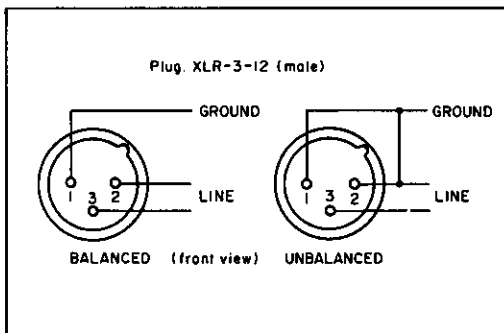 Plug. XLR-3-12 (male)
GROUND GROUND
1 3 2 LINE 1 3 2 LINE
BALANCED (front view) UNBALANCED